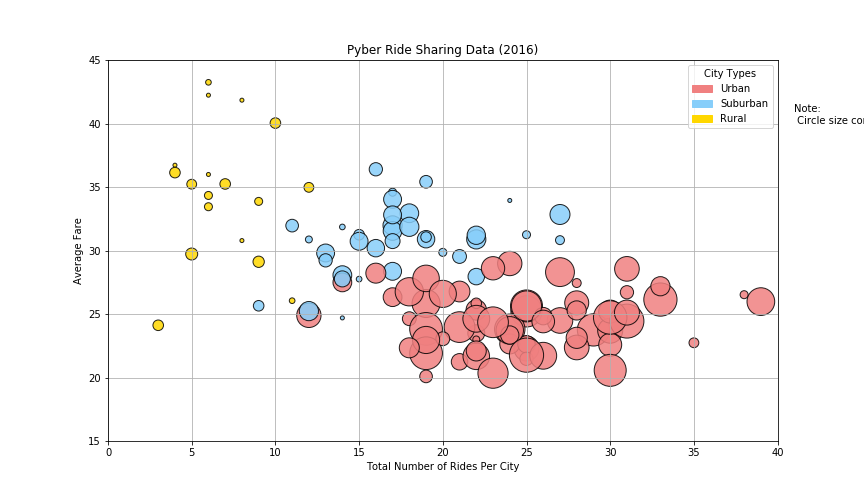 Pyber Ride Sharing Data (2016)
45
40
35
30
25
20
15
Average Fare
0
5
10
15
20
25
30
35
40
Total Number of Rides Per City
City Types
Urban
Suburban
Rural
Note:
Circle size